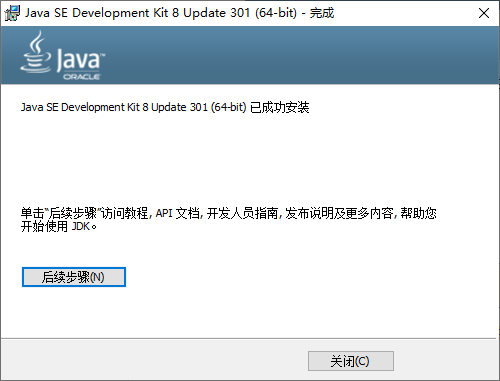 Java SE Development Kit 8 Update 301 (64-bit) - 完成
Java
ORACLE
Java SE Development Kit 8 Update 301 (64-bit) 已成功安装
单击“后续步骤”访问教程, API 文档, 开发人员指南, 发布说明及更多内容, 帮助您
开始使用 JDK。
后续步骤(N)
关闭(C)